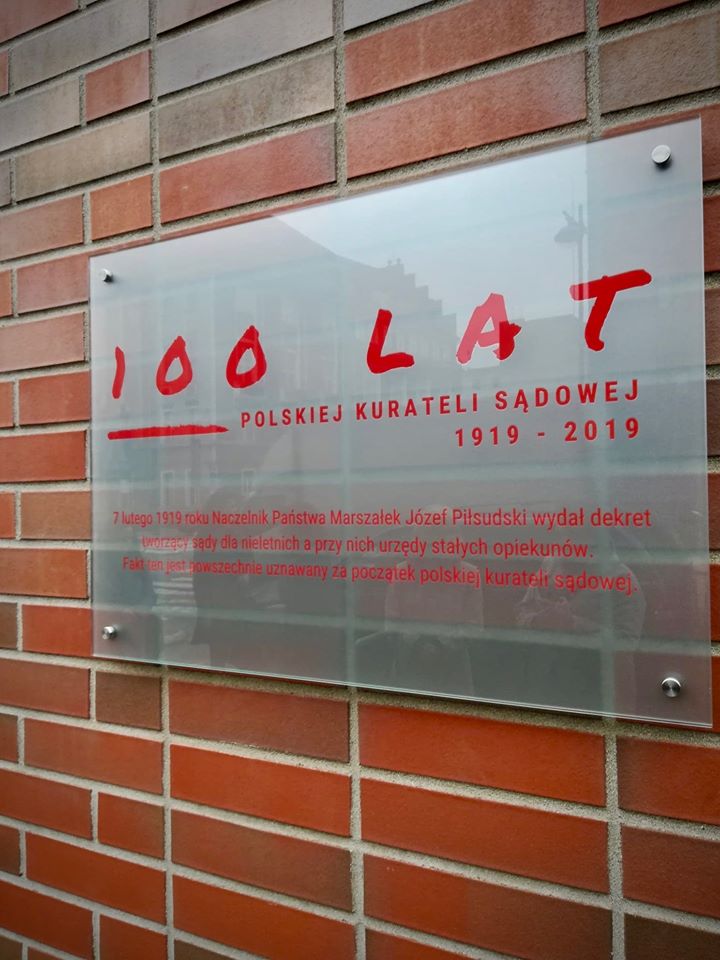 100 LAT
POLSKIEJ KURATELI SĄDOWEJ
1919 - 2019
7 lutego 1919 roku Naczelnik Państwa Marszałek Józef Piłsudski wydał dekret
tworzący sądy dla nieletnich a przy nich urzędy stałych opiekunów.
Fakt ten jest powszechnie uznawany za początek polskiej kurateli sądowej.